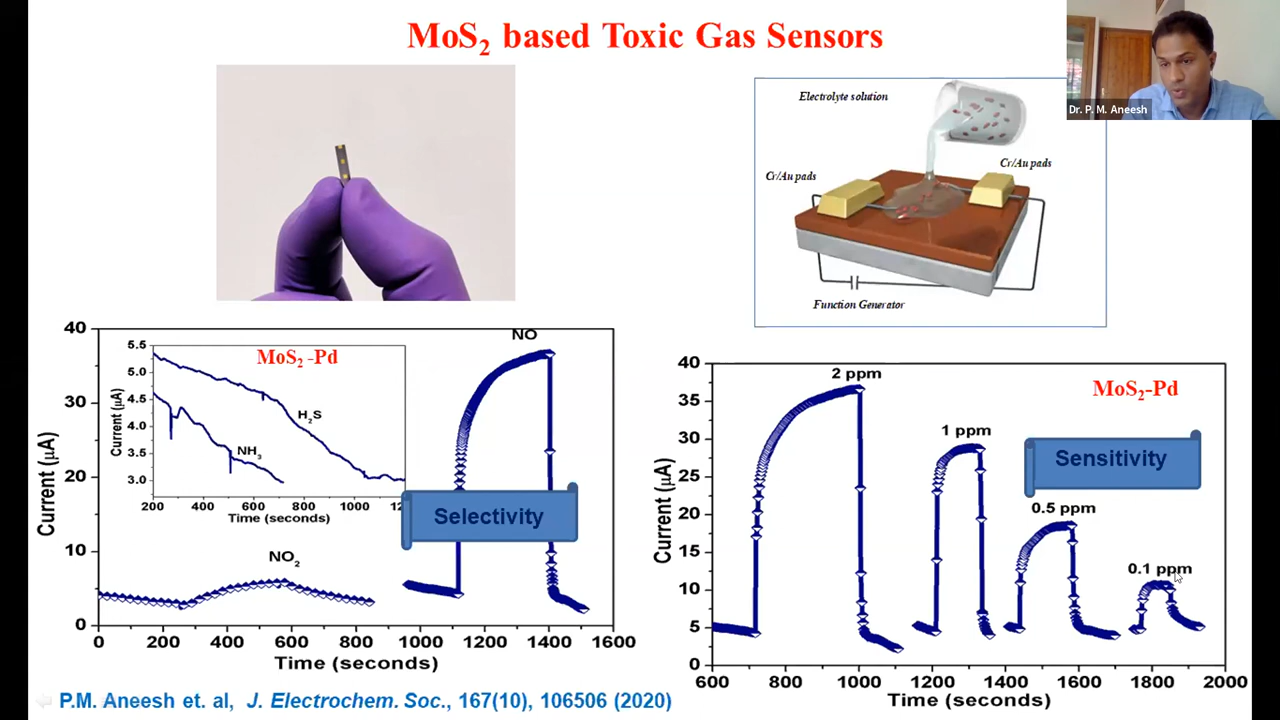 MoS2 based Toxic Gas Sensors
Dr. P. M. Aneesh
Electrolyte solution
Cr/Au pads
Cr/Au pads
Function Generator
MoS2 -Pd
H2S
NH3
Current (μA)
5.5
5.0
4.5
4.0
3.5
3.0
200 400 600 800 1000 1200
Time (seconds)
NO
NO2
Selectivity
Current (μA)
40
30
20
10
0
0 200 400 600 800 1000 1200 1400 1600
Time (seconds)
MoS2-Pd
Sensitivity
2 ppm
1 ppm
0.5 ppm
0.1 ppm
Current (μA)
40
35
30
25
20
15
10
5
0
600 800 1000 1200 1400 1600 1800 2000
Time (seconds)
P.M. Aneesh et. al, J. Electrochem. Soc., 167(10), 106506 (2020)